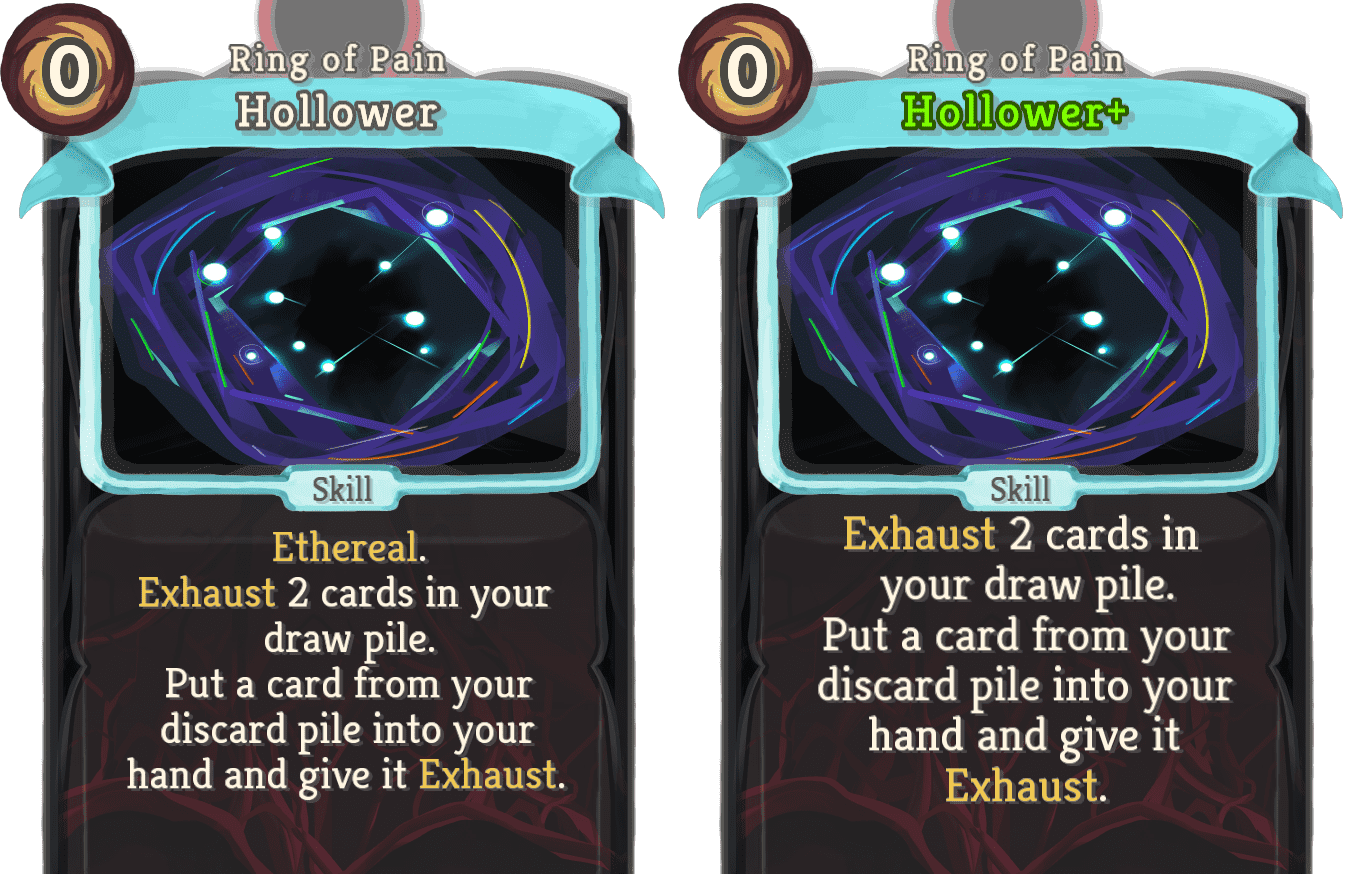 0
Ring of Pain
Hollower
Skill
Ethereal.
Exhaust 2 cards in your
draw pile.
Put a card from your
discard pile into your
hand and give it Exhaust.
0
Ring of Pain
Hollower+
Skill
Exhaust 2 cards in
your draw pile.
Put a card from your
discard pile into your
hand and give it
Exhaust.